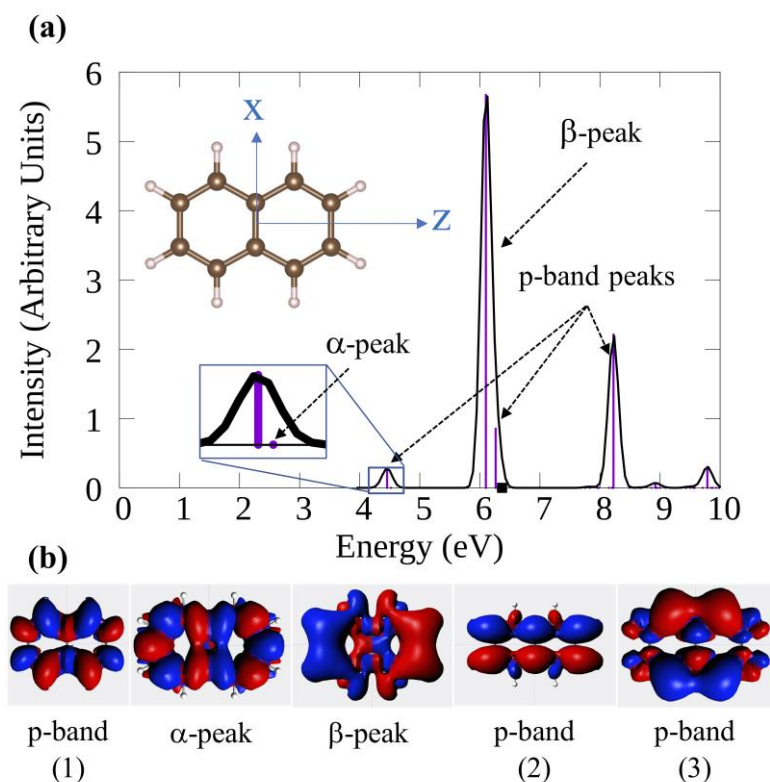 (a)
Intensity (Arbitrary Units)
6
5
4
3
2
1
0
X
Z
β-peak
p-band peaks
α-peak
0 1 2 3 4 5 6 7 8 9 10
Energy (eV)
(b)
p-band α-peak β-peak p-band p-band
(1) (2) (3)